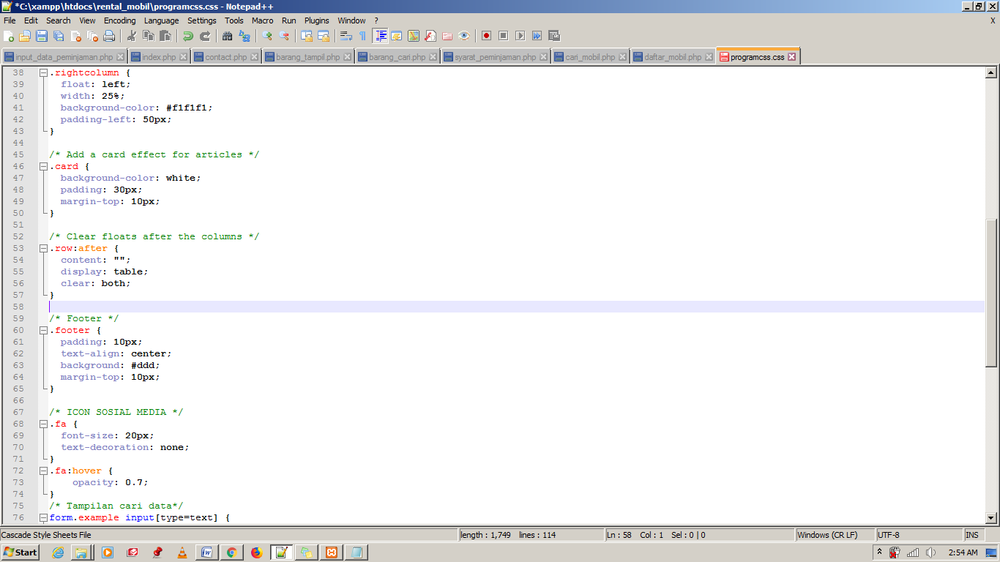 *C:\xampp\htdocs\rental_mobil\programcss.css - Notepad++
File Edit Search View Encoding Language Settings Tools Macro Run Plugins Window ? X
input_data_peminjaman.php index.php contact.php barang_tampil.php barang_cari.php syarat_peminjaman.php cari_mobil.php daftar_mobil.php programcss.css
38 .rightcolumn {
39 float: left;
40 width: 25%;
41 background-color: #f1f1f1;
42 padding-left: 50px;
43 }
44
45 /* Add a card effect for articles */
46 .card {
47 background-color: white;
48 padding: 30px;
49 margin-top: 10px;
50 }
51
52 /* Clear floats after the columns */
53 .row:after {
54 content: "";
55 display: table;
56 clear: both;
57 }
58
59 /* Footer */
60 .footer {
61 padding: 10px;
62 text-align: center;
63 background: #ddd;
64 margin-top: 10px;
65 }
66
67 /* ICON SOSIAL MEDIA */
68 .fa {
69 font-size: 20px;
70 text-decoration: none;
71 }
72 .fa:hover {
73 opacity: 0.7;
74 }
75 /* Tampilan cari data*/
76 form.example input[type=text] {
Cascade Style Sheets File length : 1,749 lines : 114 Ln : 58 Col : 1 Sel : 0 | 0 Windows (CR LF) UTF-8 INS
Start 2:54 AM